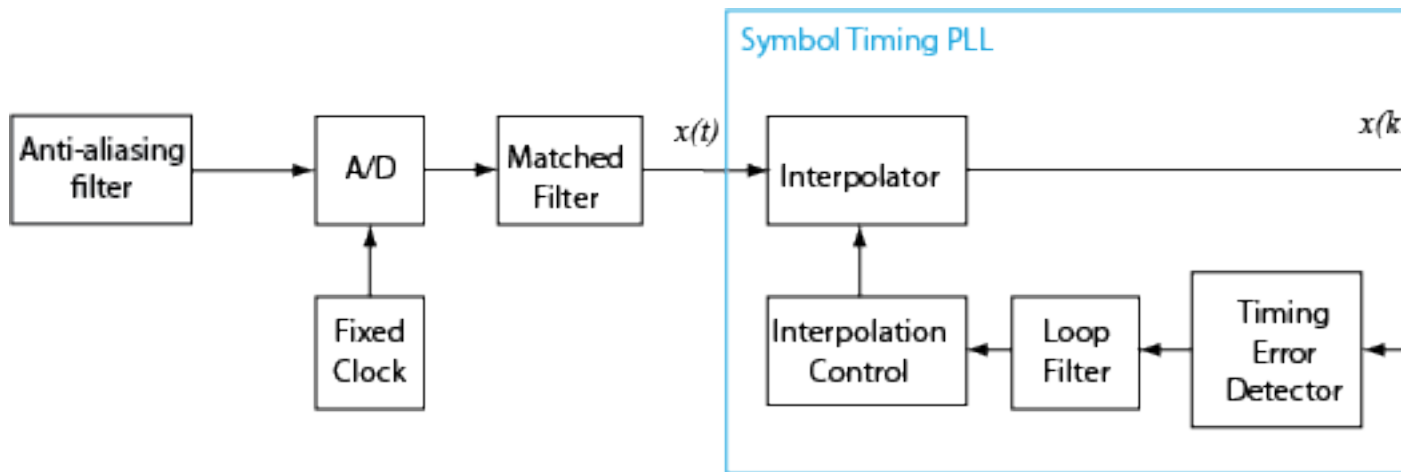 Symbol Timing PLL
Anti-aliasing
filter
A/D
Matched
Filter
x(t)
Interpolator
x(k
Fixed
Clock
Interpolation
Control
Loop
Filter
Timing
Error
Detector